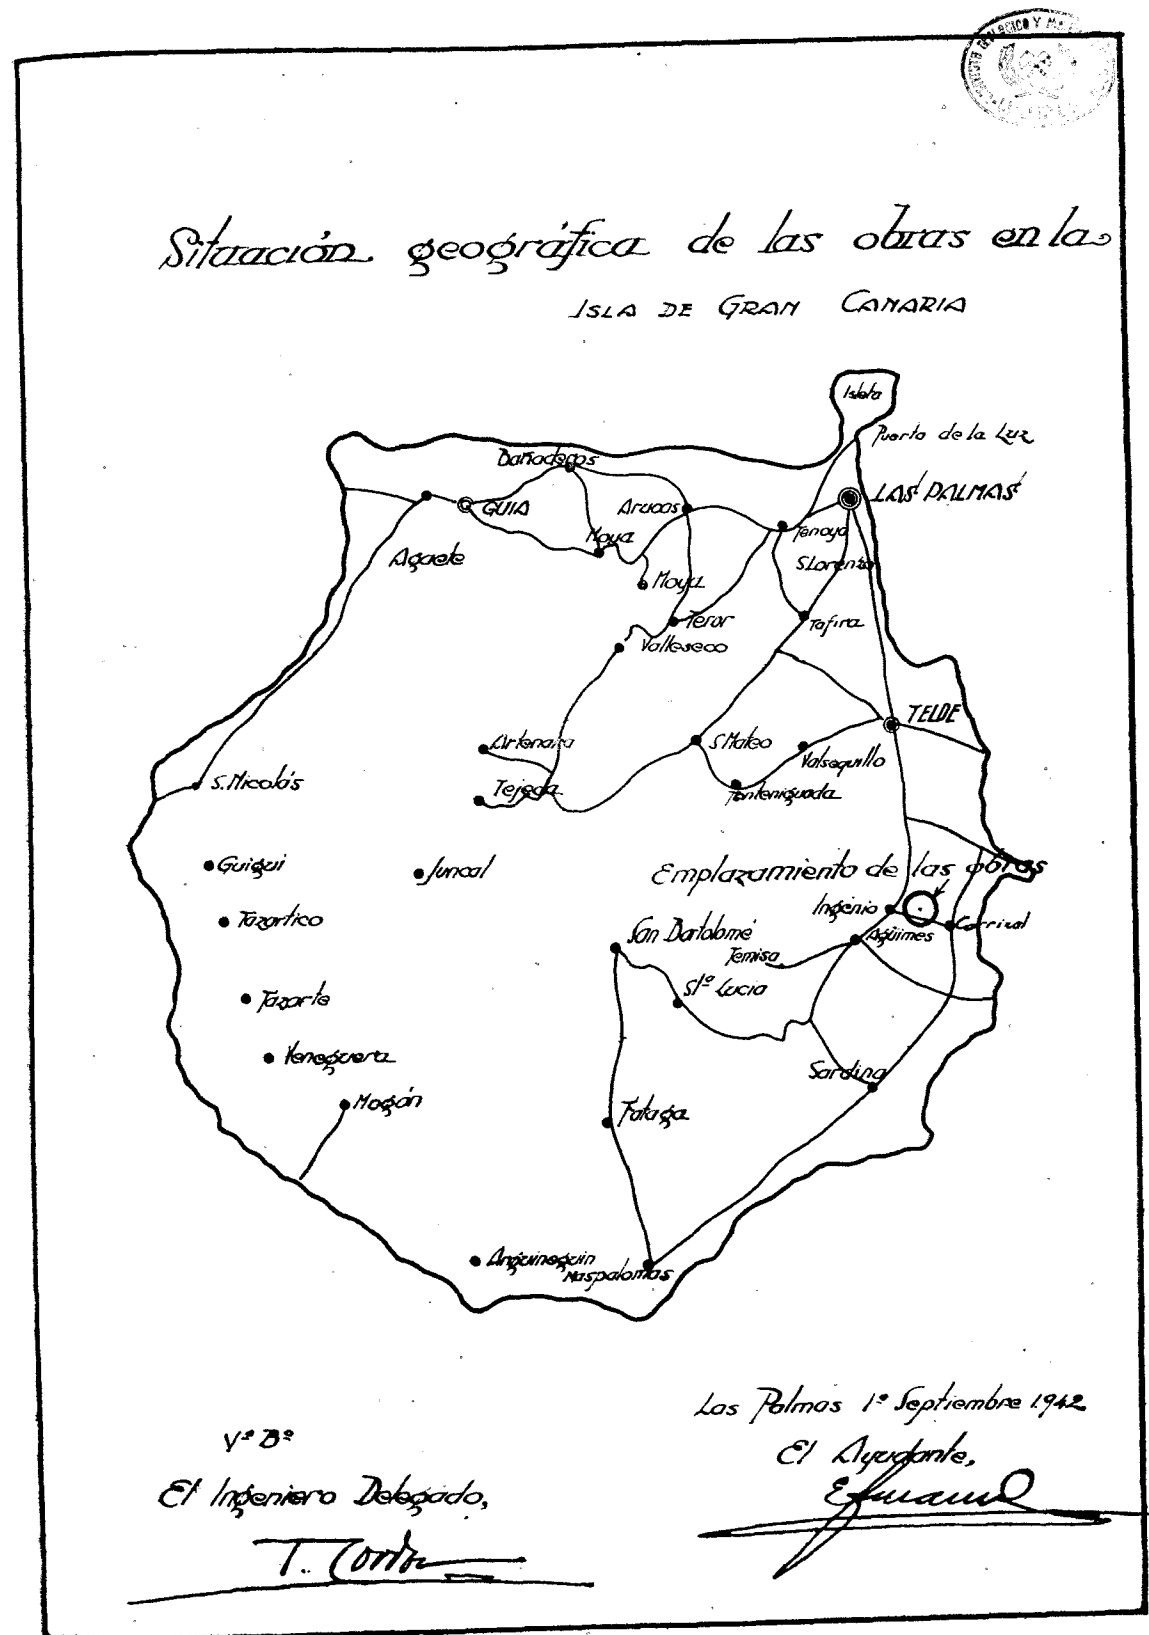 Situación geográfica de las obras en la
ISLA DE GRAN CANARIA
Isleta
Puerto de la Luz
Bañaderos
LAS PALMAS
GUIA
Arucas
Moya
Tenoya
Agaete
S Lorenzo
Moya
Teror
Tafira
Valleseco
TELDE
Artenara
S Mateo
Valsequillo
S. Nicolás
Tejeda
Tenteniguada
Guigui
Juncal
Emplazamiento de las obras
Ingenio
Tazartico
San Bartolomé
Agüimes
Carrizal
Temisa
Stª Lucia
Tazarte
Veneguera
Sardina
Mogán
Fataga
Arguineguin
Maspalomas
Las Palmas 1º Septiembre 1.942
Vº Bº
El Ayudante,
El Ingeniero Delegado,